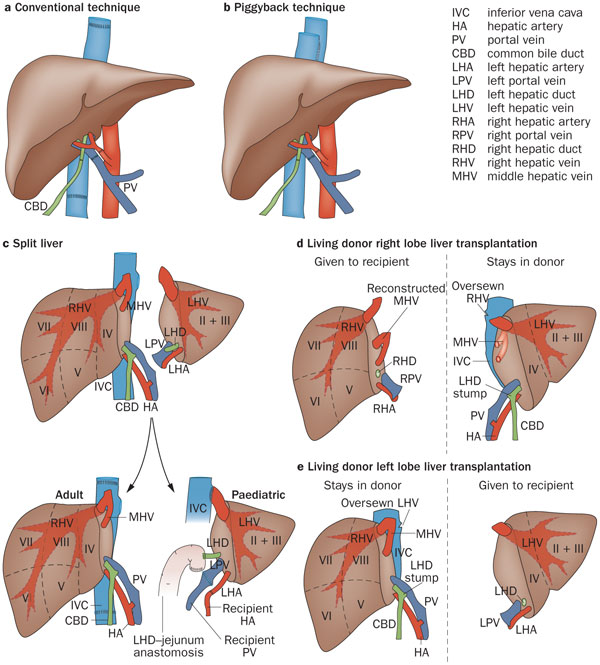 a Conventional technique
CBD
PV
b Piggyback technique
IVC inferior vena cava
HA hepatic artery
PV portal vein
CBD common bile duct
LHA left hepatic artery
LPV left portal vein
LHD left hepatic duct
LHV left hepatic vein
RHA right hepatic artery
RPV right portal vein
RHD right hepatic duct
RHV right hepatic vein
MHV middle hepatic vein
c Split liver
RHV
MHV
VII
VIII
IV
VI
V
IVC
CBD
HA
LHV
II + III
LHD
LPV
LHA
Adult
RHV
MHV
VII
VIII
IV
VI
V
PV
IVC
CBD
HA
Paediatric
IVC
LHV
II + III
LHD
LPV
LHA
Recipient
HA
Recipient
PV
LHD–jejunum
anastomosis
d Living donor right lobe liver transplantation
Given to recipient
Reconstructed
MHV
RHV
VII
VIII
RHD
RPV
VI
V
RHA
Stays in donor
Oversewn
RHV
LHV
II + III
MHV
IVC
IV
LHD
stump
PV
HA
CBD
e Living donor left lobe liver transplantation
Stays in donor
Oversewn LHV
RHV
MHV
VII
VIII
IVC
LHD
stump
VI
V
PV
CBD
HA
Given to recipient
LHV
II + III
IV
LHD
LPV
LHA